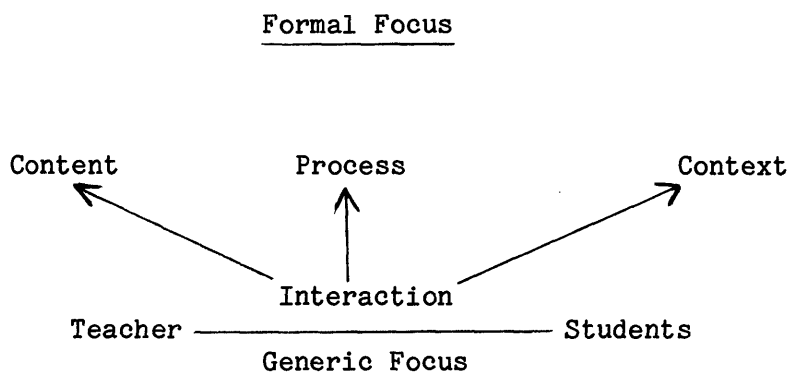 Formal Focus
Content Process Context
Interaction
Teacher Students
Generic Focus